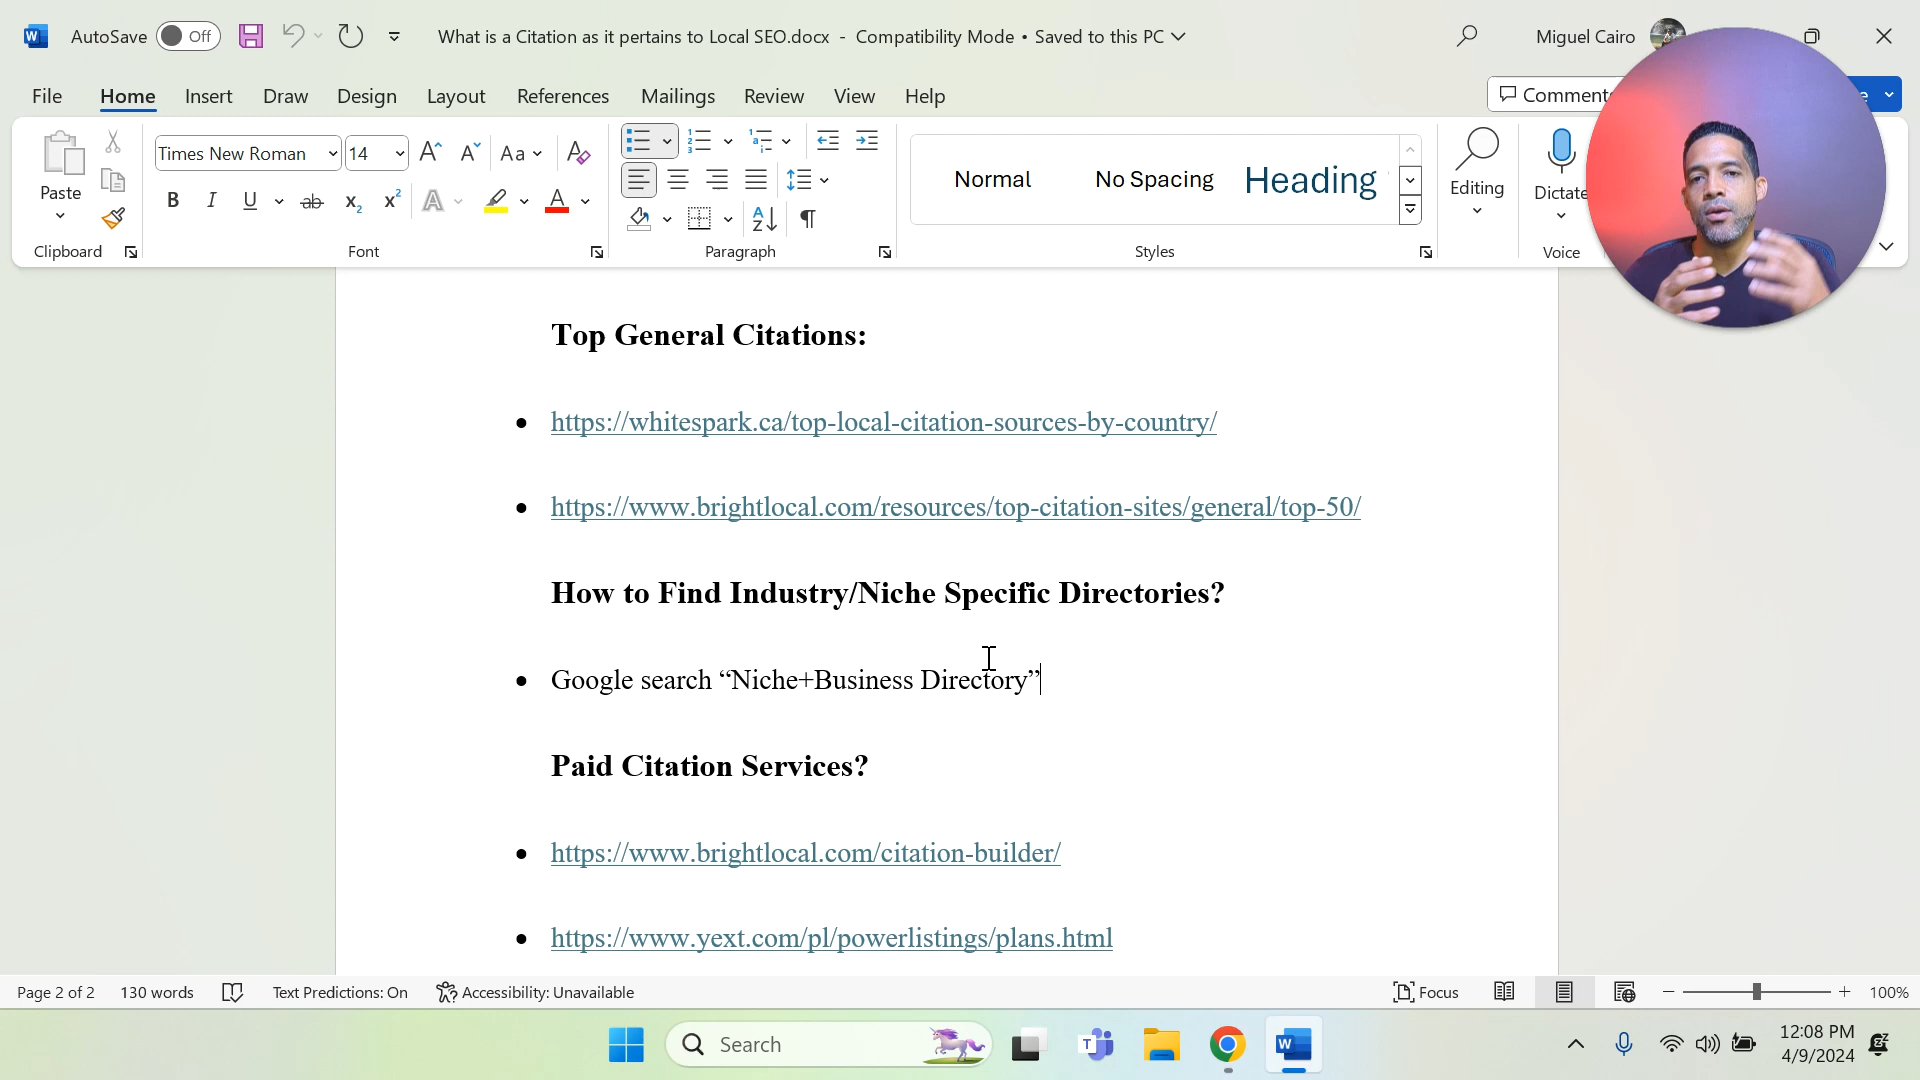 AutoSave Off What is a Citation as it pertains to Local SEO.docx - Compatibility Mode • Saved to this PC Miguel Cairo
File Home Insert Draw Design Layout References Mailings Review View Help Comment
Times New Roman 14 Aa
Paste Normal No Spacing Heading Editing Dictate
B I U ab x₂ x² A A
Clipboard Font Paragraph Styles Voice
Top General Citations:
• https://whitespark.ca/top-local-citation-sources-by-country/
• https://www.brightlocal.com/resources/top-citation-sites/general/top-50/
How to Find Industry/Niche Specific Directories?
• Google search “Niche+Business Directory”
Paid Citation Services?
• https://www.brightlocal.com/citation-builder/
• https://www.yext.com/pl/powerlistings/plans.html
Page 2 of 2 130 words Text Predictions: On Accessibility: Unavailable Focus 100%
Search 12:08 PM
4/9/2024